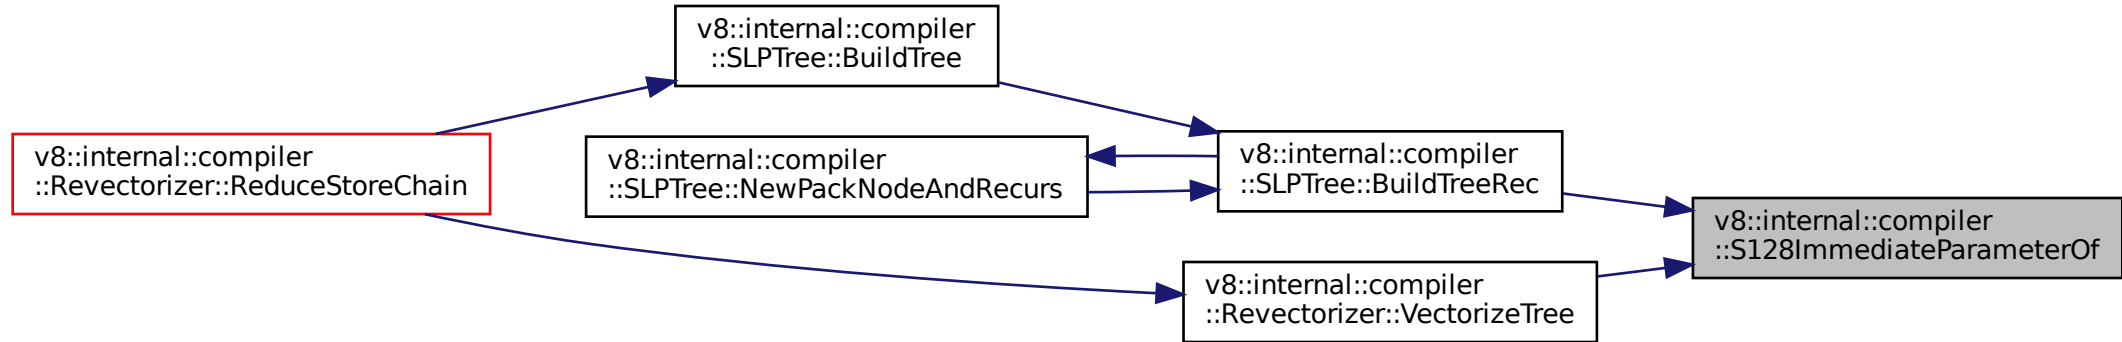 v8::internal::compiler
::SLPTree::BuildTree
v8::internal::compiler
::Revectorizer::ReduceStoreChain
v8::internal::compiler
::SLPTree::NewPackNodeAndRecurs
v8::internal::compiler
::SLPTree::BuildTreeRec
v8::internal::compiler
::S128ImmediateParameterOf
v8::internal::compiler
::Revectorizer::VectorizeTree